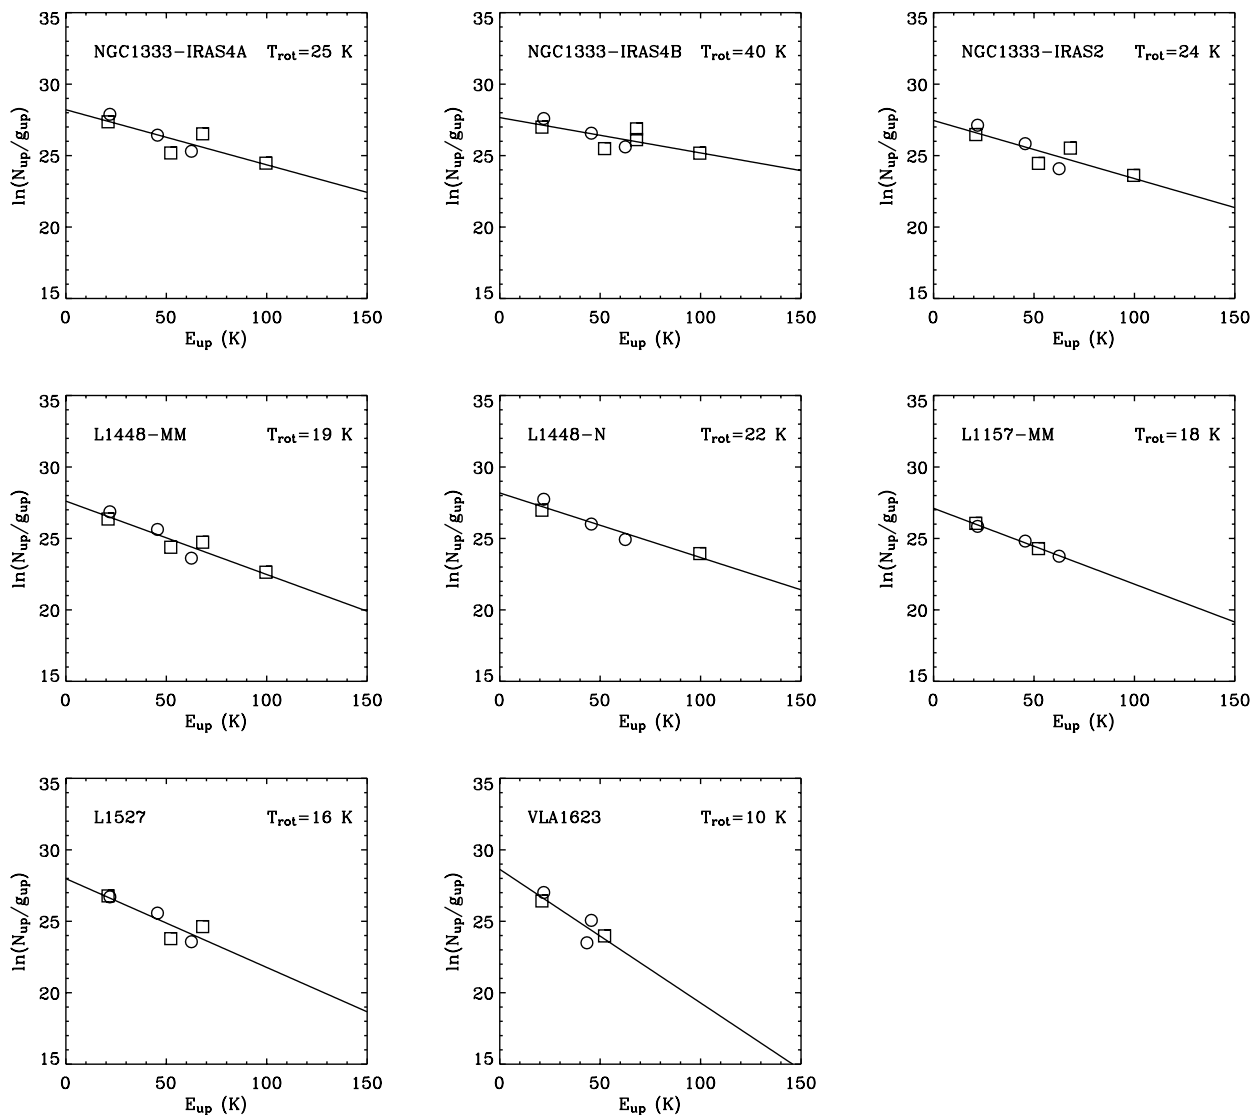 NGC1333-IRAS4A T_rot=25 K
35
30
25
20
15
ln(N_up/g_up)
0 50 100 150
E_up (K)
NGC1333-IRAS4B T_rot=40 K
35
30
25
20
15
ln(N_up/g_up)
0 50 100 150
E_up (K)
NGC1333-IRAS2 T_rot=24 K
35
30
25
20
15
ln(N_up/g_up)
0 50 100 150
E_up (K)
L1448-MM T_rot=19 K
35
30
25
20
15
ln(N_up/g_up)
0 50 100 150
E_up (K)
L1448-N T_rot=22 K
35
30
25
20
15
ln(N_up/g_up)
0 50 100 150
E_up (K)
L1157-MM T_rot=18 K
35
30
25
20
15
ln(N_up/g_up)
0 50 100 150
E_up (K)
L1527 T_rot=16 K
35
30
25
20
15
ln(N_up/g_up)
0 50 100 150
E_up (K)
VLA1623 T_rot=10 K
35
30
25
20
15
ln(N_up/g_up)
0 50 100 150
E_up (K)